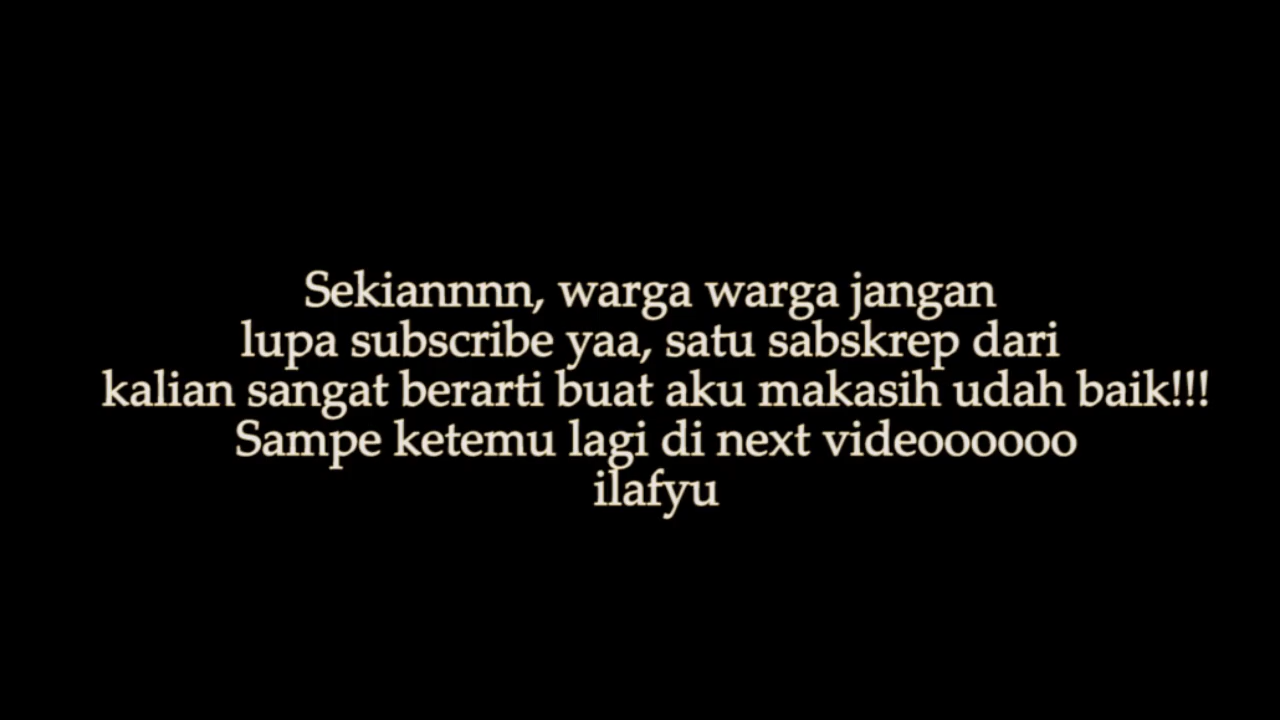 Sekiannnn, warga warga jangan
lupa subscribe yaa, satu sabskrep dari
kalian sangat berarti buat aku makasih udah baik!!!
Sampe ketemu lagi di next videoooooo
ilafyu